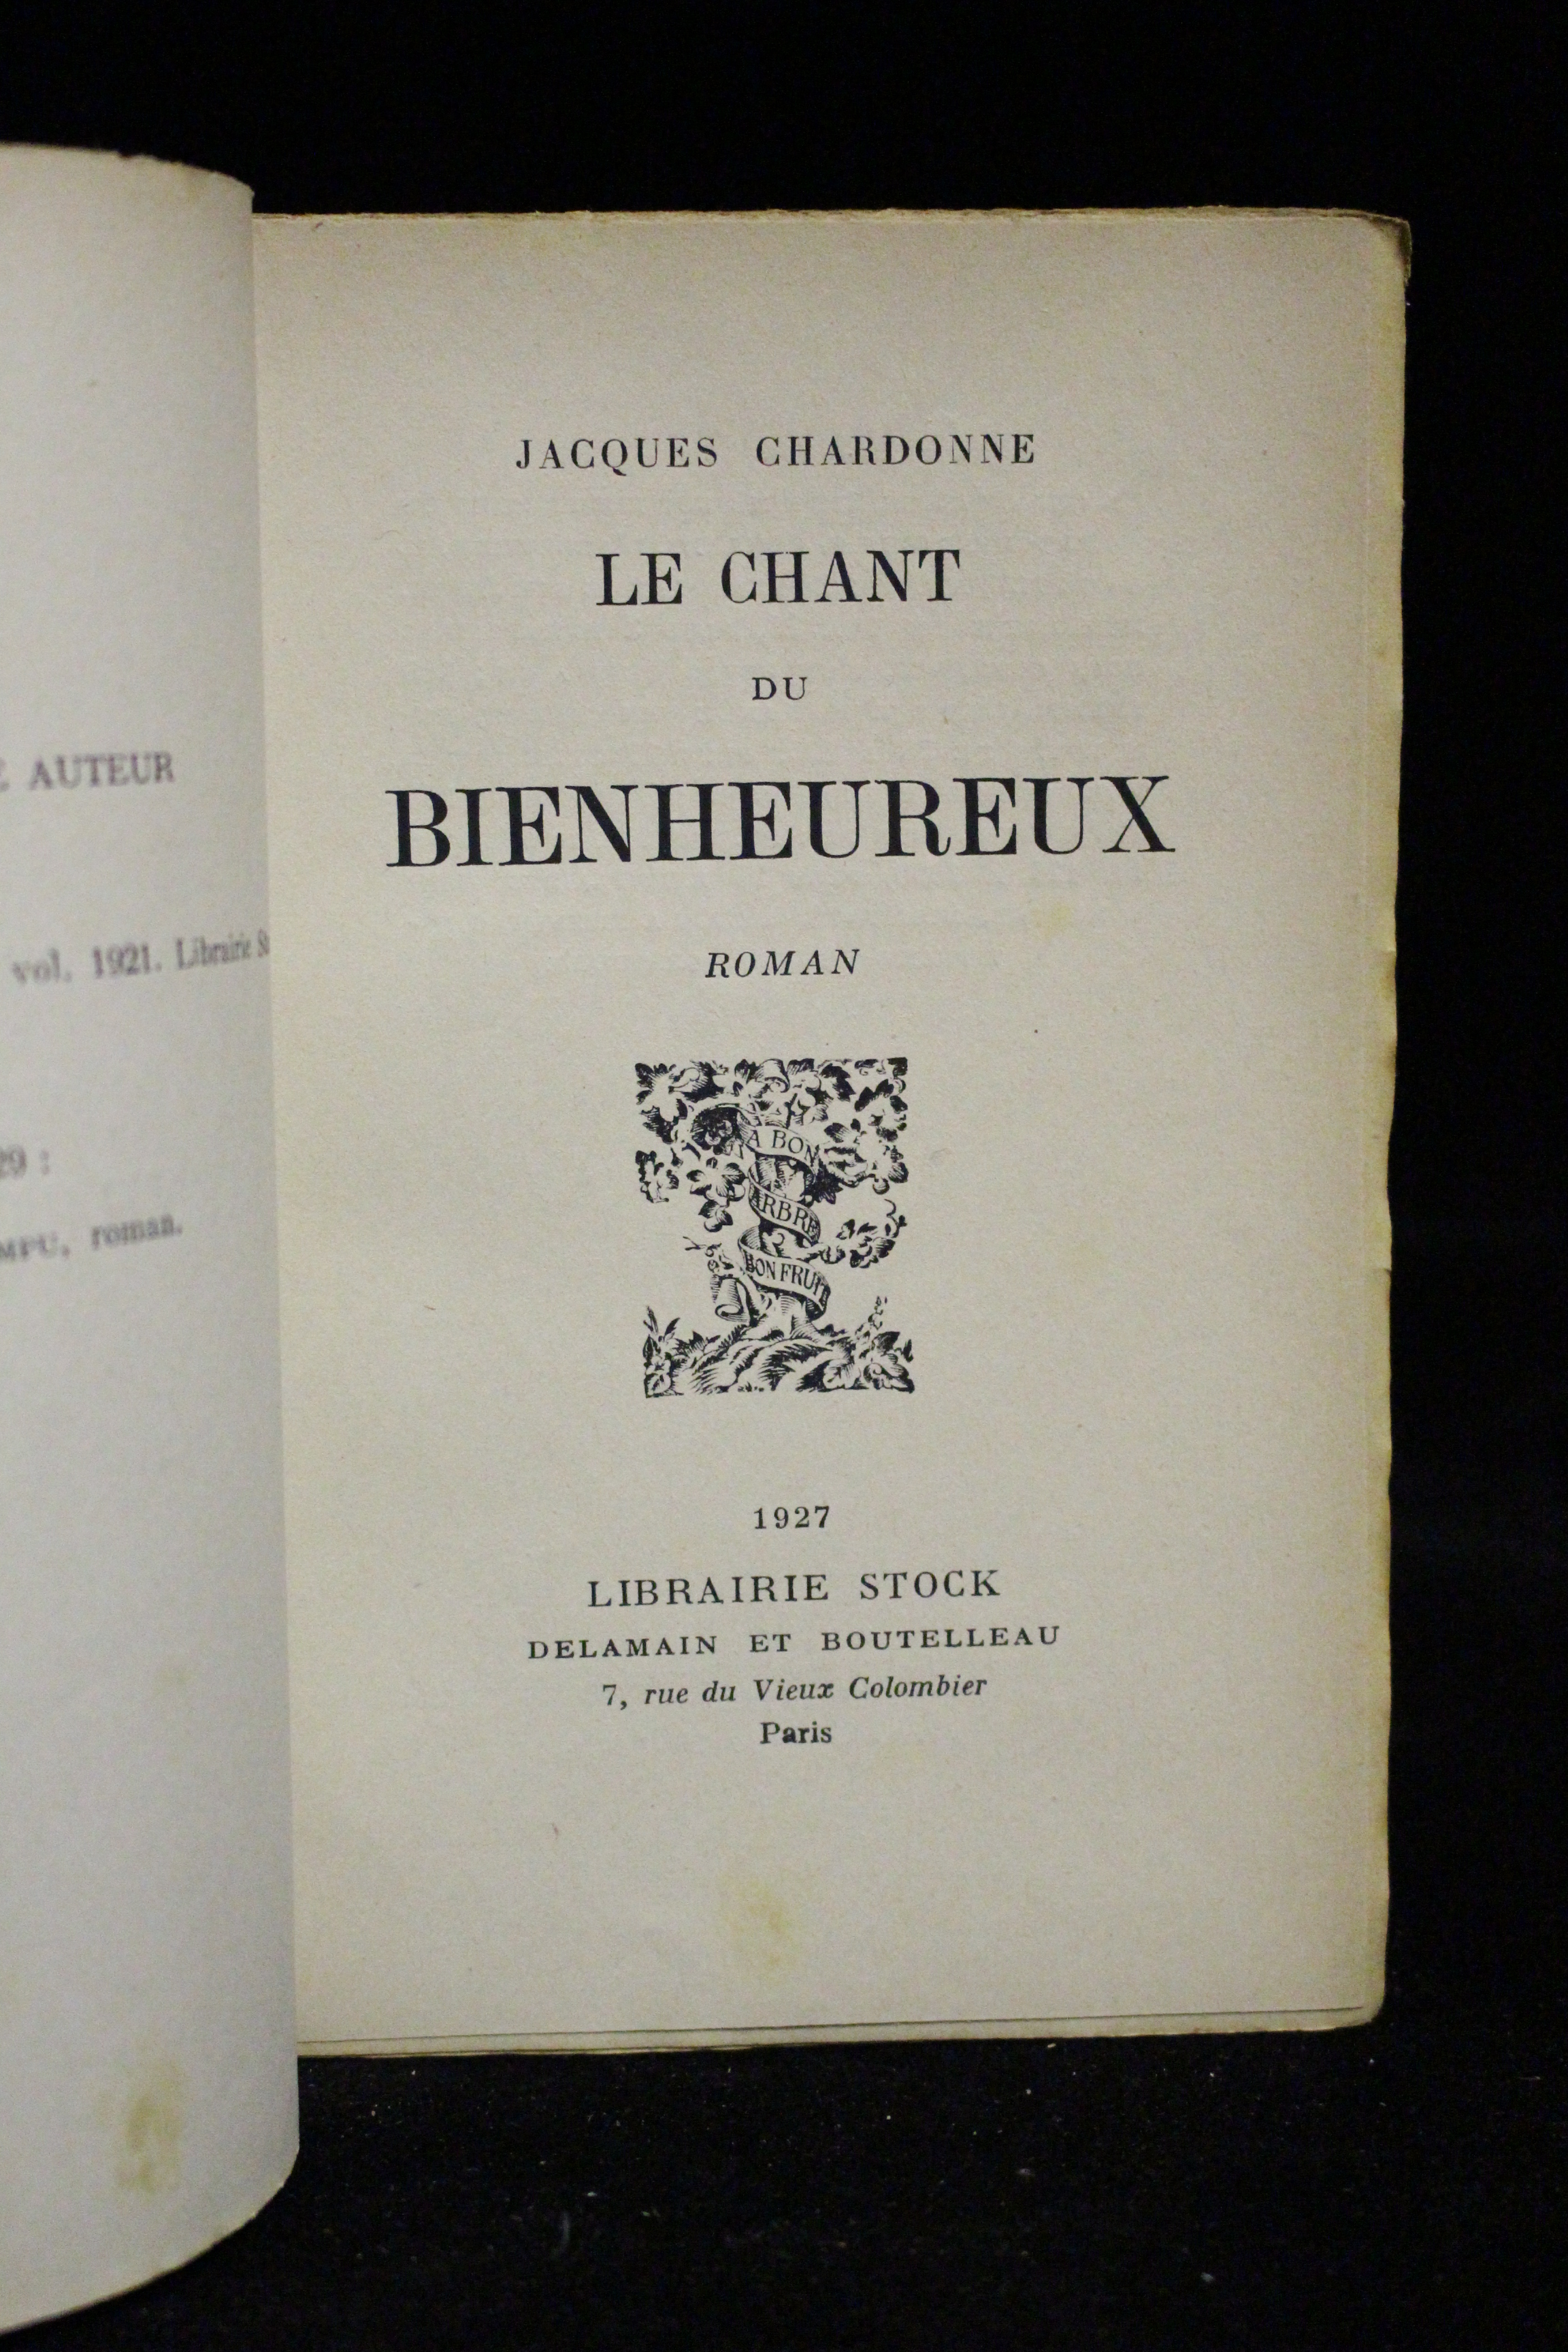 AUTEUR
vol. 1921. Librairie
29 :
roman.
JACQUES CHARDONNE
LE CHANT
DU
BIENHEUREUX
ROMAN
A BON
ARBRE
BON FRUIT
1927
LIBRAIRIE STOCK
DELAMAIN ET BOUTELLEAU
7, rue du Vieux Colombier
Paris